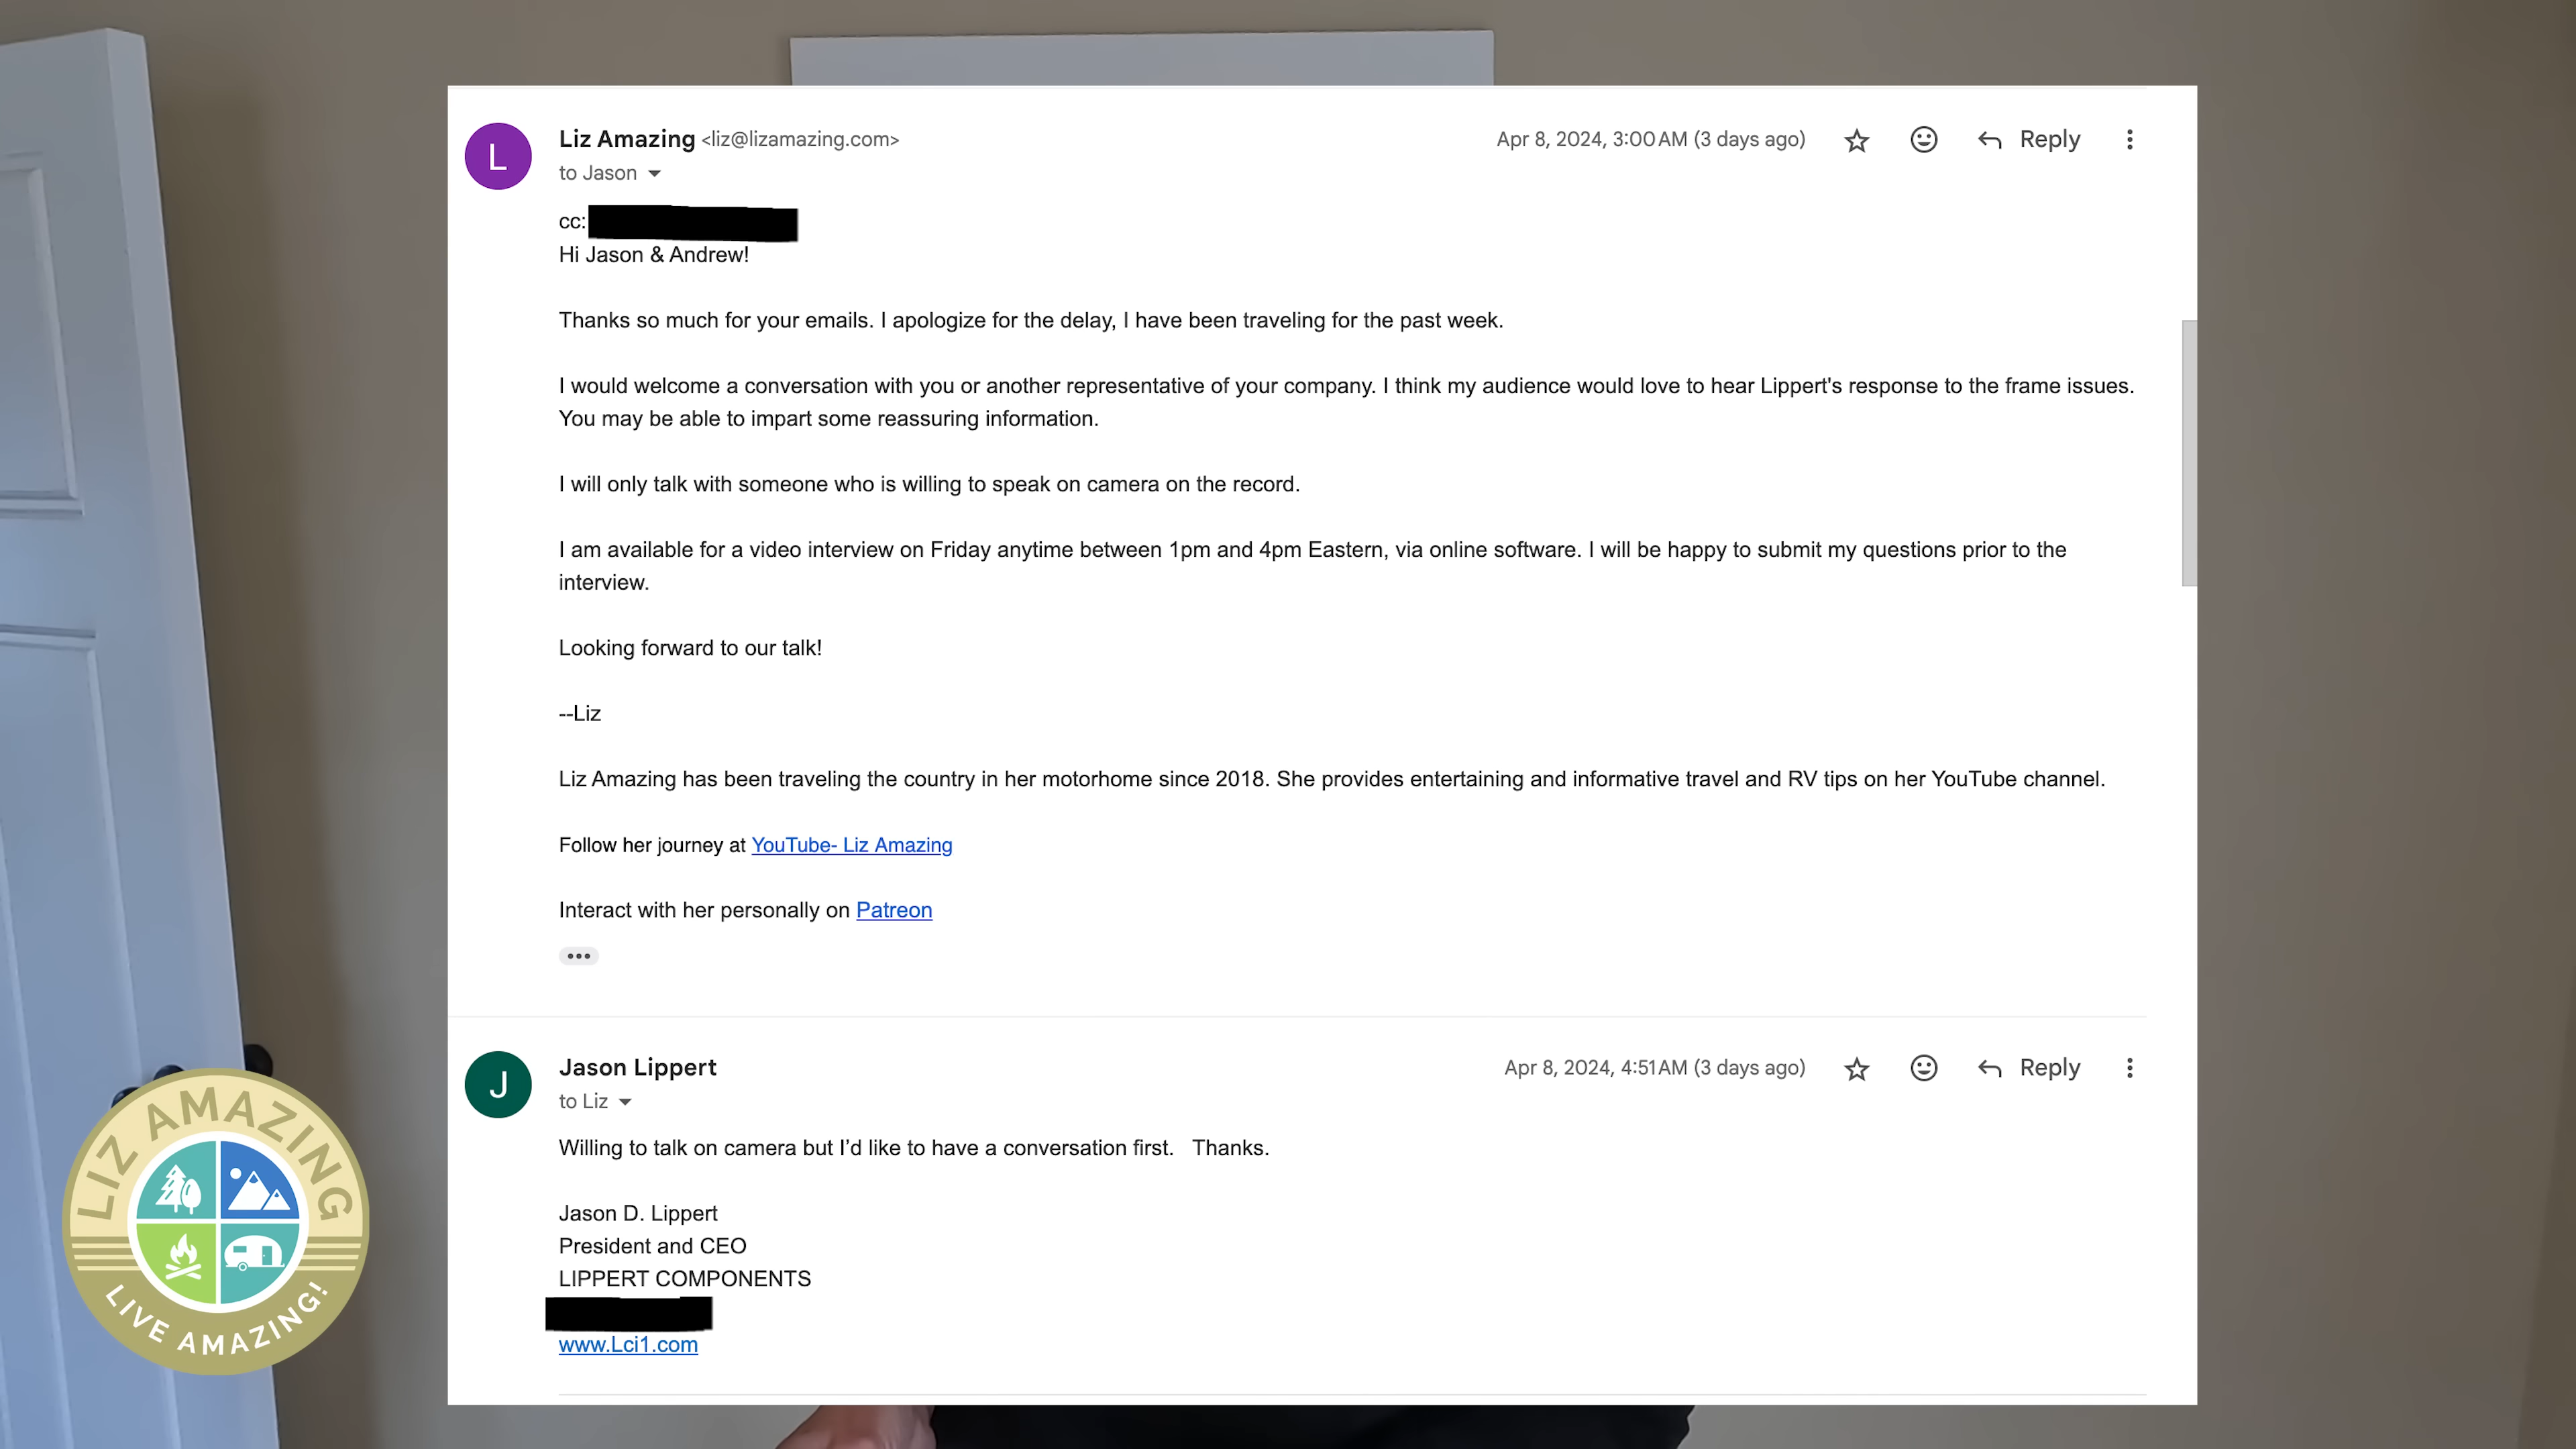 L
Liz Amazing <liz@lizamazing.com>
Apr 8, 2024, 3:00AM (3 days ago)
Reply
to Jason
cc:
Hi Jason & Andrew!
Thanks so much for your emails. I apologize for the delay, I have been traveling for the past week.
I would welcome a conversation with you or another representative of your company. I think my audience would love to hear Lippert's response to the frame issues.
You may be able to impart some reassuring information.
I will only talk with someone who is willing to speak on camera on the record.
I am available for a video interview on Friday anytime between 1pm and 4pm Eastern, via online software. I will be happy to submit my questions prior to the
interview.
Looking forward to our talk!
--Liz
Liz Amazing has been traveling the country in her motorhome since 2018. She provides entertaining and informative travel and RV tips on her YouTube channel.
Follow her journey at YouTube- Liz Amazing
Interact with her personally on Patreon
J
Jason Lippert
Apr 8, 2024, 4:51AM (3 days ago)
Reply
to Liz
Willing to talk on camera but I’d like to have a conversation first.   Thanks.
Jason D. Lippert
President and CEO
LIPPERT COMPONENTS
www.Lci1.com
LIZ AMAZING
LIVE AMAZING!